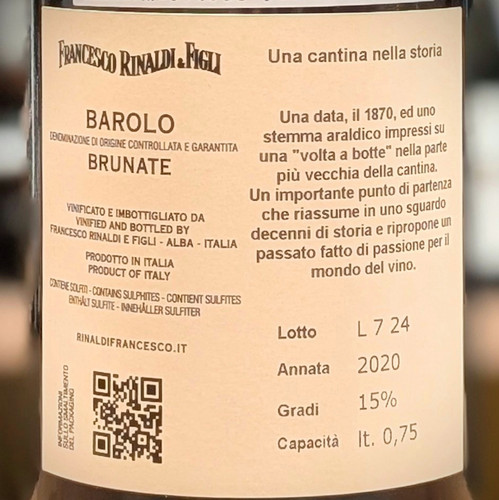 FRANCESCO RINALDI & FIGLI
BAROLO
DENOMINAZIONE DI ORIGINE CONTROLLATA E GARANTITA
BRUNATE
VINIFICATO E IMBOTTIGLIATO DA
VINIFIED AND BOTTLED BY
FRANCESCO RINALDI E FIGLI - ALBA - ITALIA
PRODOTTO IN ITALIA
PRODUCT OF ITALY
CONTIENE SOLFITI - CONTAINS SULPHITES - CONTIENT SULFITES
ENTHÄLT SULFITE - INNEHÅLLER SULFITER
RINALDIFRANCESCO.IT
INFORMAZIONI
SULLO SMALTIMENTO
DEL PACKAGING
Una cantina nella storia
Una data, il 1870, ed uno
stemma araldico impressi su
una "volta a botte" nella parte
più vecchia della cantina.
Un importante punto di partenza
che riassume in uno sguardo
decenni di storia e ripropone un
passato fatto di passione per il
mondo del vino.
Lotto L 7 24
Annata 2020
Gradi 15%
Capacità lt. 0,75